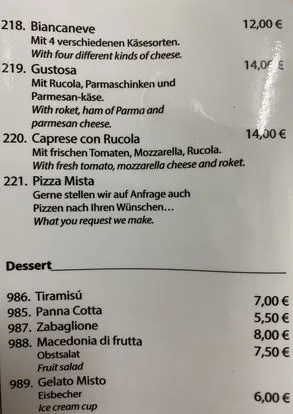 218. Biancaneve 12,00 €
Mit 4 verschiedenen Käsesorten.
With four different kinds of cheese.
219. Gustosa 14,00 €
Mit Rucola, Parmaschinken und
Parmesan-käse.
With roket, ham of Parma and
parmesan cheese.
220. Caprese con Rucola 14,00 €
Mit frischen Tomaten, Mozzarella, Rucola.
With fresh tomato, mozzarella cheese and roket.
221. Pizza Mista
Gerne stellen wir auf Anfrage auch
Pizzen nach Ihren Wünschen...
What you request we make.
Dessert
986. Tiramisú 7,00 €
985. Panna Cotta 5,50 €
987. Zabaglione 8,00 €
988. Macedonia di frutta 7,50 €
Obstsalat
Fruit salad
989. Gelato Misto
Eisbecher 6,00 €
Ice cream cup